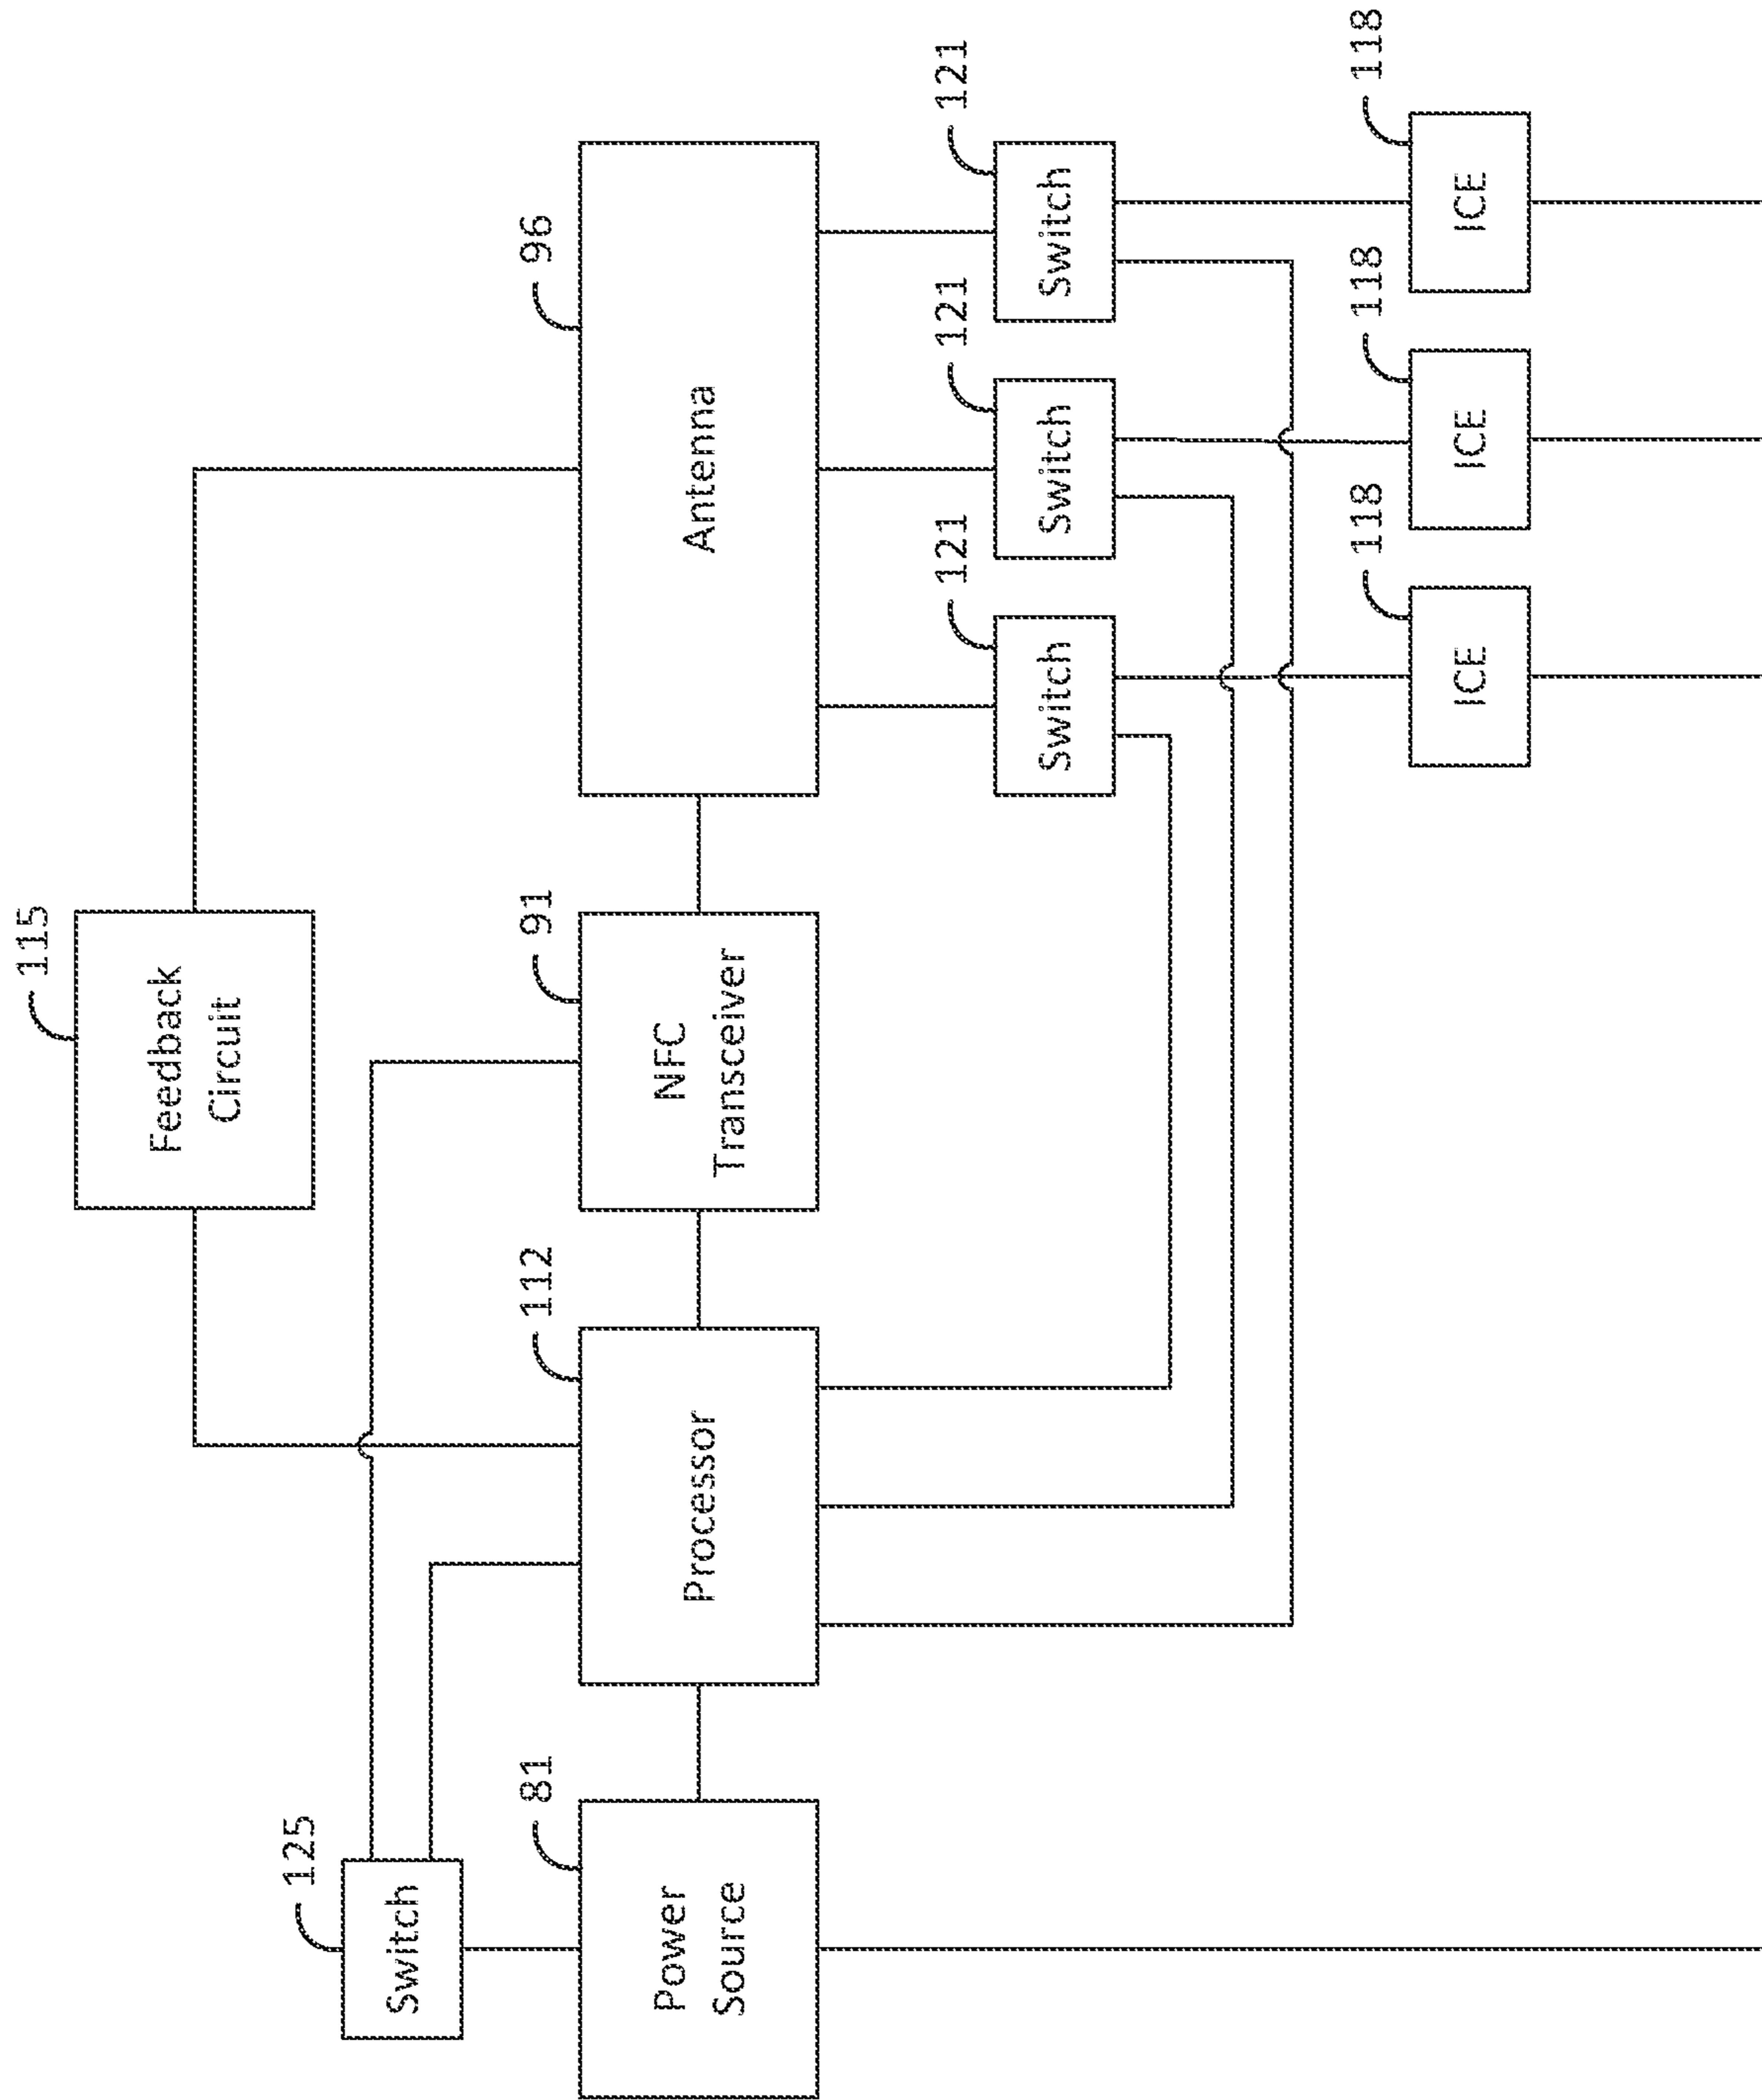 115
Feedback
Circuit
125
Switch
81
112
91
96
Power
Source
Processor
NFC
Transceiver
Antenna
121
121
121
Switch
Switch
Switch
118
118
118
ICE
ICE
ICE